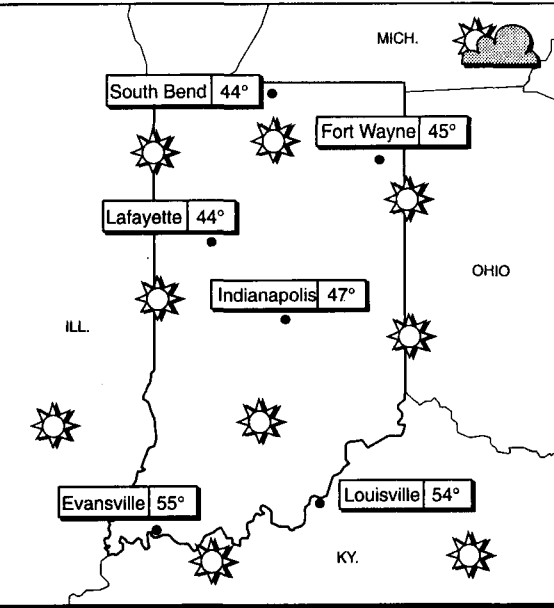 MICH.
South Bend 44°
Fort Wayne 45°
Lafayette 44°
OHIO
Indianapolis 47°
ILL.
Louisville 54°
Evansville 55°
KY.